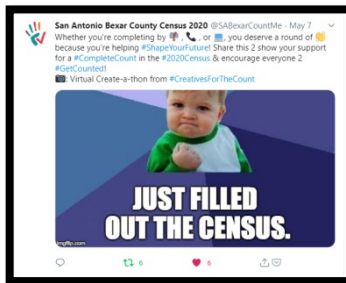 San Antonio Bexar County Census 2020 @SABexarCountMe · May 7
Whether you're completing by 📬, 📞, or 💻, you deserve a round of 👏
because you're helping #ShapeYourFuture! Share this 2 show your support
for a #CompleteCount in the #2020Census & encourage everyone 2
#GetCounted!
📷: Virtual Create-a-thon from #CreativesForTheCount
JUST FILLED
OUT THE CENSUS.
imgflip.com
6
6